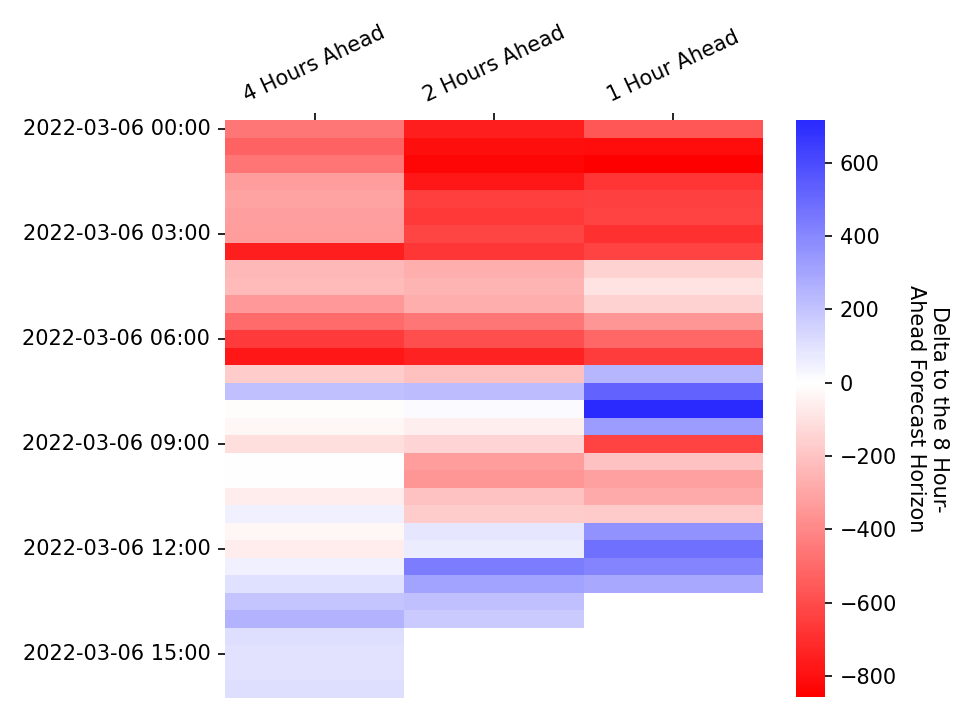 4 Hours Ahead
2 Hours Ahead
1 Hour Ahead
2022-03-06 00:00
2022-03-06 03:00
2022-03-06 06:00
2022-03-06 09:00
2022-03-06 12:00
2022-03-06 15:00
600
400
200
0
−200
−400
−600
−800
Delta to the 8 Hour-
Ahead Forecast Horizon